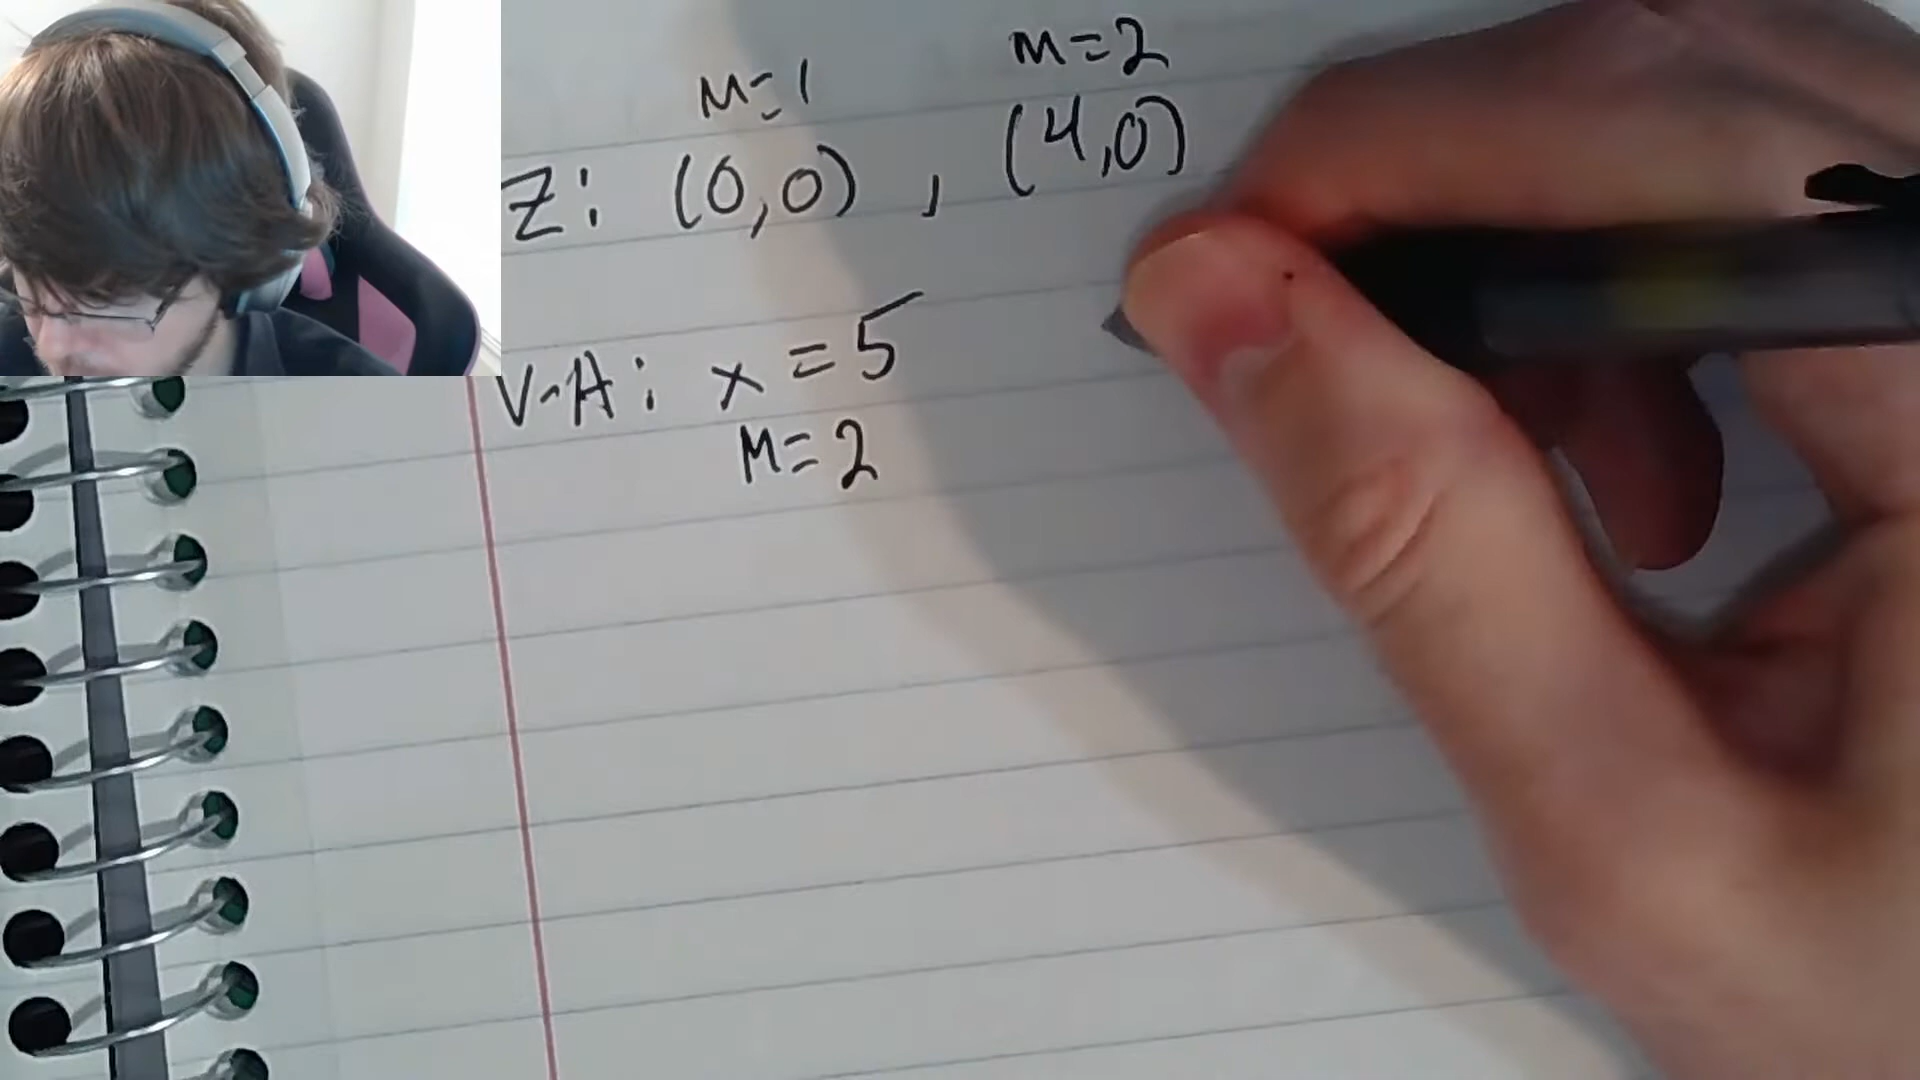 M=1 m=2
Z: (0,0) , (4,0)
V-A: x=5
M=2